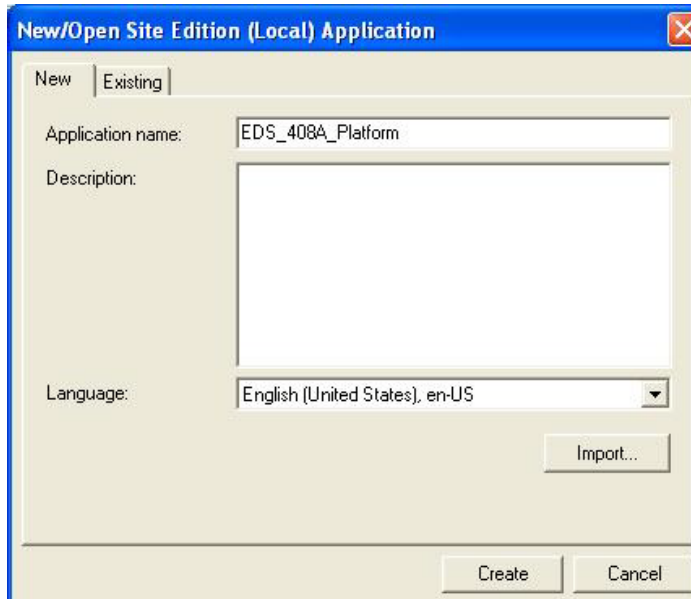 New/Open Site Edition (Local) Application
New
Existing
Application name:
EDS_408A_Platform
Description:
Language:
English (United States), en-US
Import...
Create
Cancel